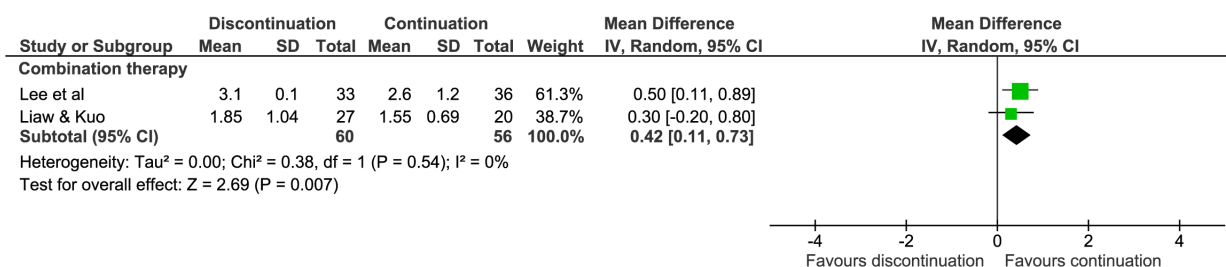 Discontinuation Continuation Mean Difference Mean Difference
Study or Subgroup Mean SD Total Mean SD Total Weight IV, Random, 95% CI IV, Random, 95% CI
Combination therapy
Lee et al 3.1 0.1 33 2.6 1.2 36 61.3% 0.50 [0.11, 0.89]
Liaw & Kuo 1.85 1.04 27 1.55 0.69 20 38.7% 0.30 [-0.20, 0.80]
Subtotal (95% CI) 60 56 100.0% 0.42 [0.11, 0.73]
Heterogeneity: Tau² = 0.00; Chi² = 0.38, df = 1 (P = 0.54); I² = 0%
Test for overall effect: Z = 2.69 (P = 0.007)
-4 -2 0 2 4
Favours discontinuation Favours continuation